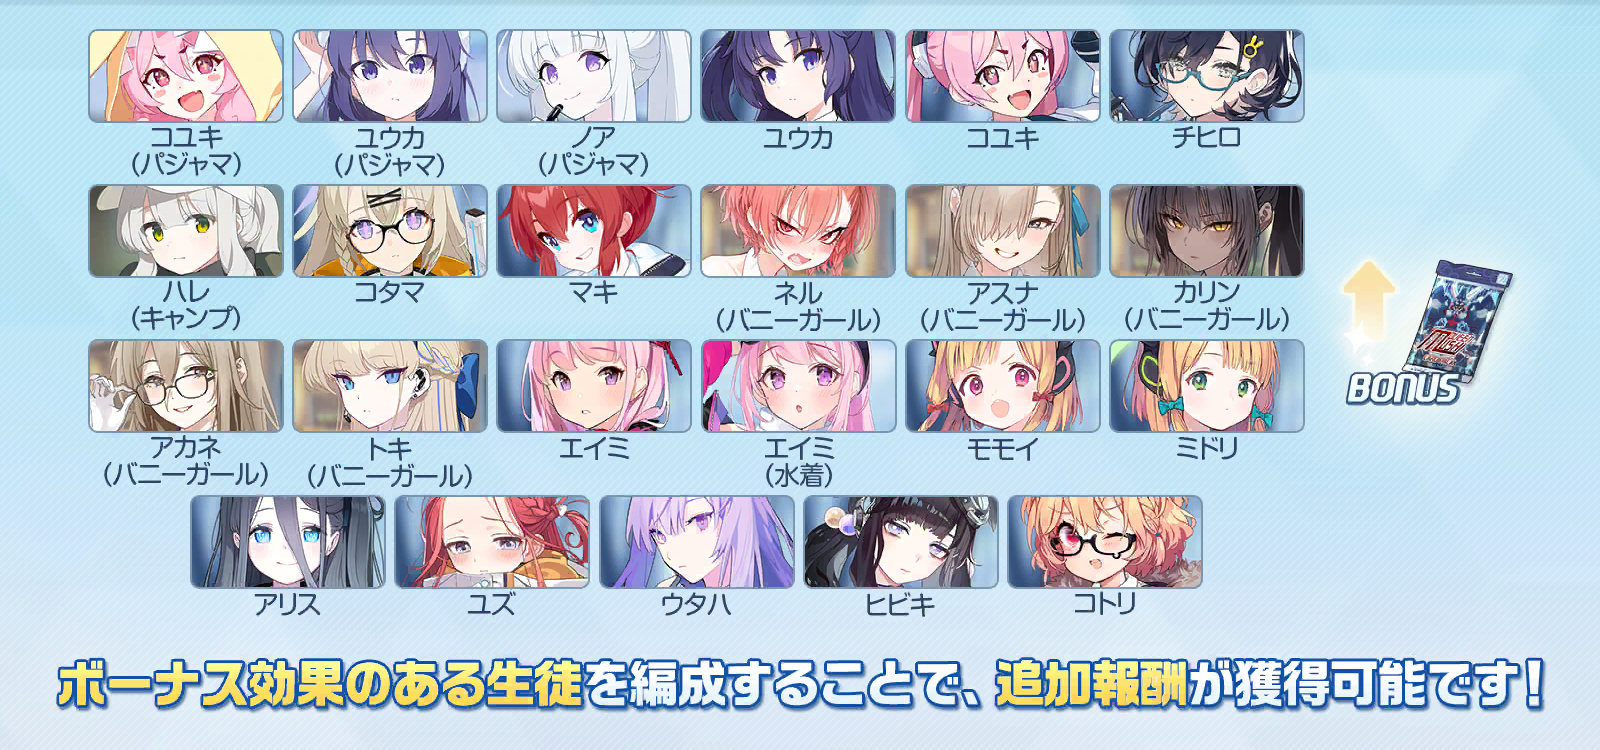 コユキ
(パジャマ)
ユウカ
(パジャマ)
ノア
(パジャマ)
ユウカ
コユキ
チヒロ
ハレ
(キャンプ)
コタマ
マキ
ネル
(バニーガール)
アスナ
(バニーガール)
カリン
(バニーガール)
アカネ
(バニーガール)
トキ
(バニーガール)
エイミ
エイミ
(水着)
モモイ
ミドリ
BONUS
アリス
ユズ
ウタハ
ヒビキ
コトリ
ボーナス効果のある生徒を編成することで、追加報酬が獲得可能です!